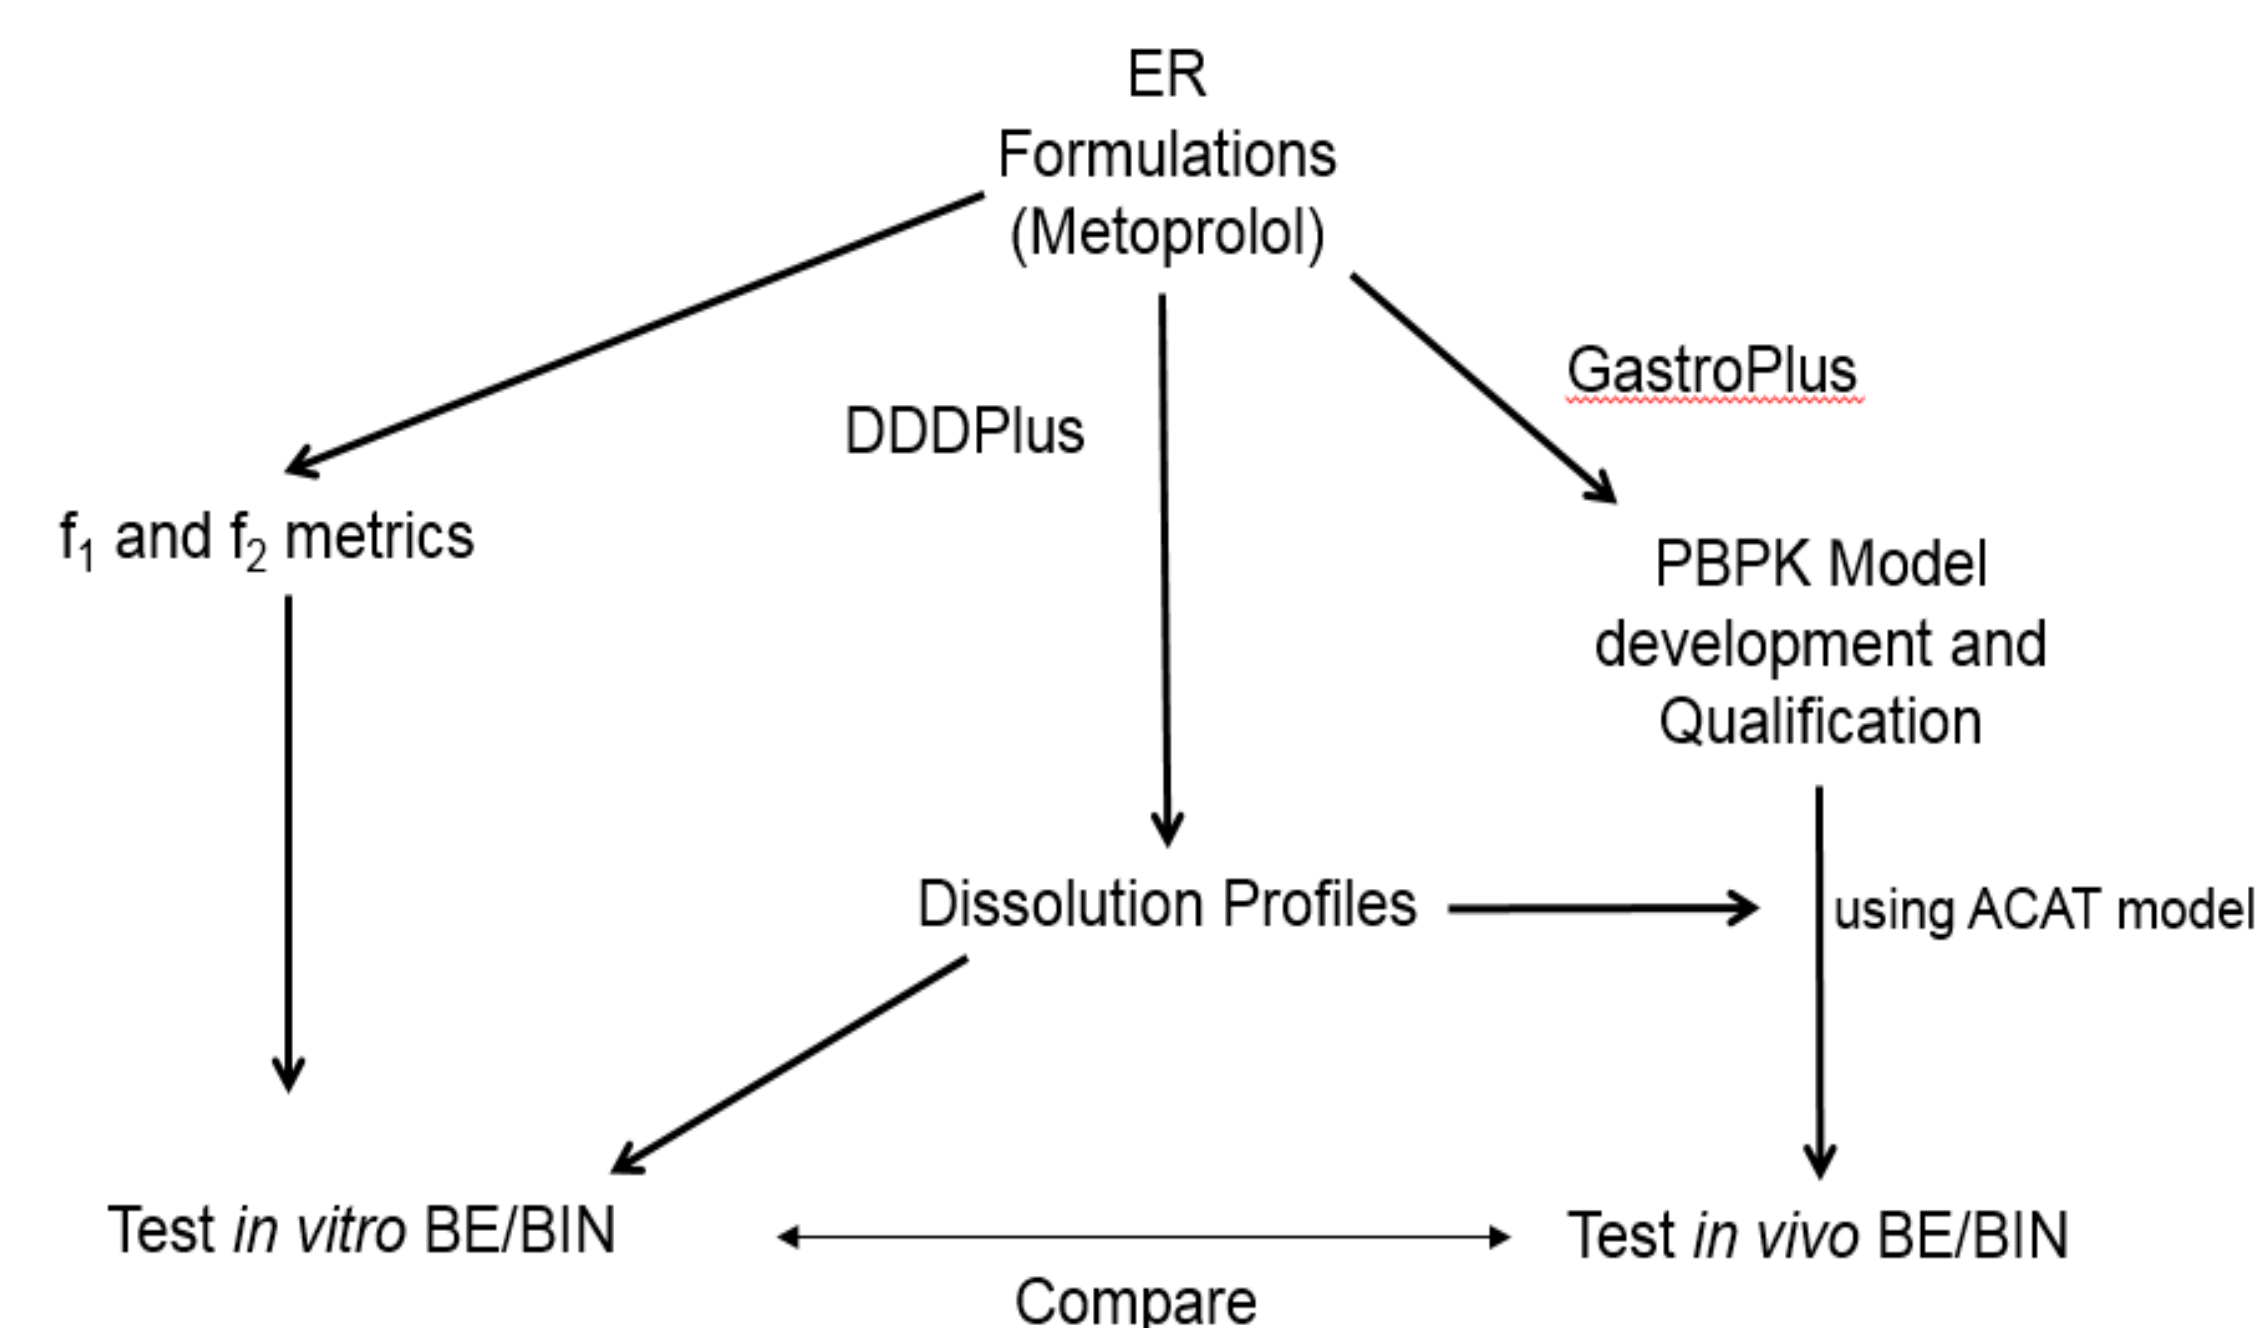 ER
Formulations
(Metoprolol)
GastroPlus
DDDPlus
f₁ and f₂ metrics
PBPK Model
development and
Qualification
Dissolution Profiles
using ACAT model
Test in vitro BE/BIN
Test in vivo BE/BIN
Compare